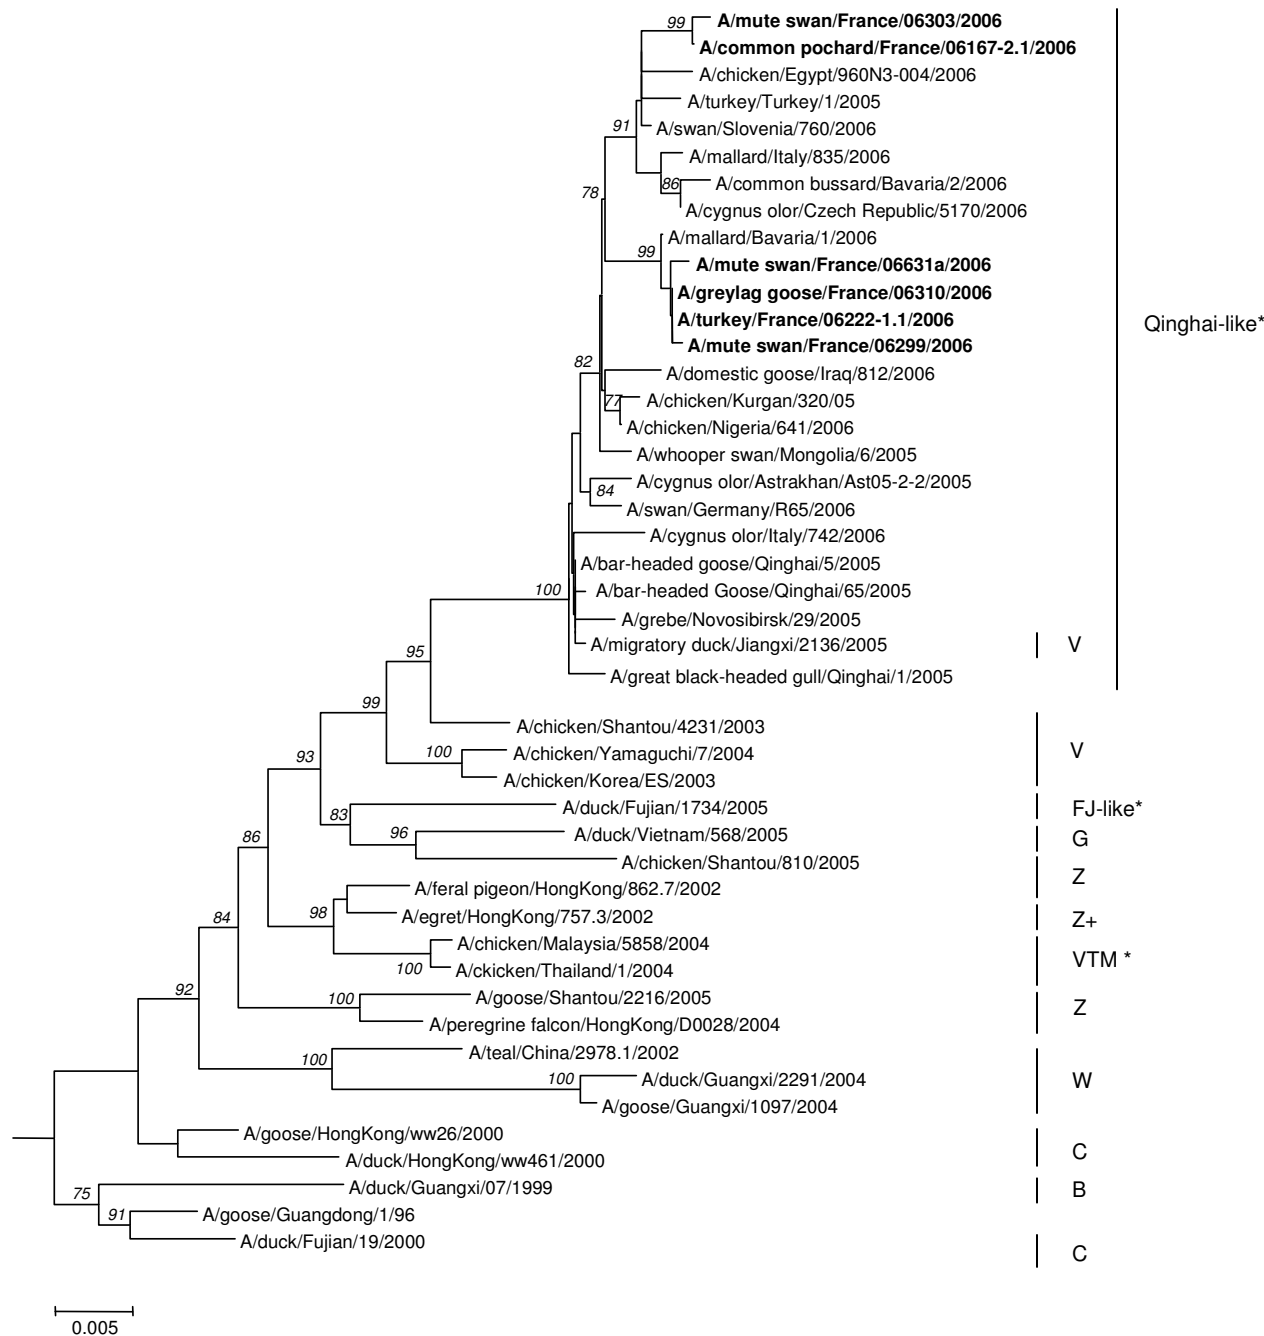 99
A/mute swan/France/06303/2006
A/common pochard/France/06167-2.1/2006
A/chicken/Egypt/960N3-004/2006
A/turkey/Turkey/1/2005
91
A/swan/Slovenia/760/2006
A/mallard/Italy/835/2006
86
A/common bussard/Bavaria/2/2006
78
A/cygnus olor/Czech Republic/5170/2006
A/mallard/Bavaria/1/2006
99
A/mute swan/France/06631a/2006
A/greylag goose/France/06310/2006
A/turkey/France/06222-1.1/2006
Qinghai-like*
A/mute swan/France/06299/2006
82
A/domestic goose/Iraq/812/2006
77
A/chicken/Kurgan/320/05
A/chicken/Nigeria/641/2006
A/whooper swan/Mongolia/6/2005
A/cygnus olor/Astrakhan/Ast05-2-2/2005
84
A/swan/Germany/R65/2006
A/cygnus olor/Italy/742/2006
A/bar-headed goose/Qinghai/5/2005
100
A/bar-headed Goose/Qinghai/65/2005
A/grebe/Novosibirsk/29/2005
A/migratory duck/Jiangxi/2136/2005
V
95
A/great black-headed gull/Qinghai/1/2005
99
A/chicken/Shantou/4231/2003
100
A/chicken/Yamaguchi/7/2004
V
93
A/chicken/Korea/ES/2003
A/duck/Fujian/1734/2005
FJ-like*
83
96
A/duck/Vietnam/568/2005
G
86
A/chicken/Shantou/810/2005
Z
A/feral pigeon/HongKong/862.7/2002
98
A/egret/HongKong/757.3/2002
Z+
84
A/chicken/Malaysia/5858/2004
VTM *
100
A/ckicken/Thailand/1/2004
92
100
A/goose/Shantou/2216/2005
Z
A/peregrine falcon/HongKong/D0028/2004
100
A/teal/China/2978.1/2002
100
A/duck/Guangxi/2291/2004
W
A/goose/Guangxi/1097/2004
A/goose/HongKong/ww26/2000
C
A/duck/HongKong/ww461/2000
75
A/duck/Guangxi/07/1999
B
91
A/goose/Guangdong/1/96
A/duck/Fujian/19/2000
C
0.005